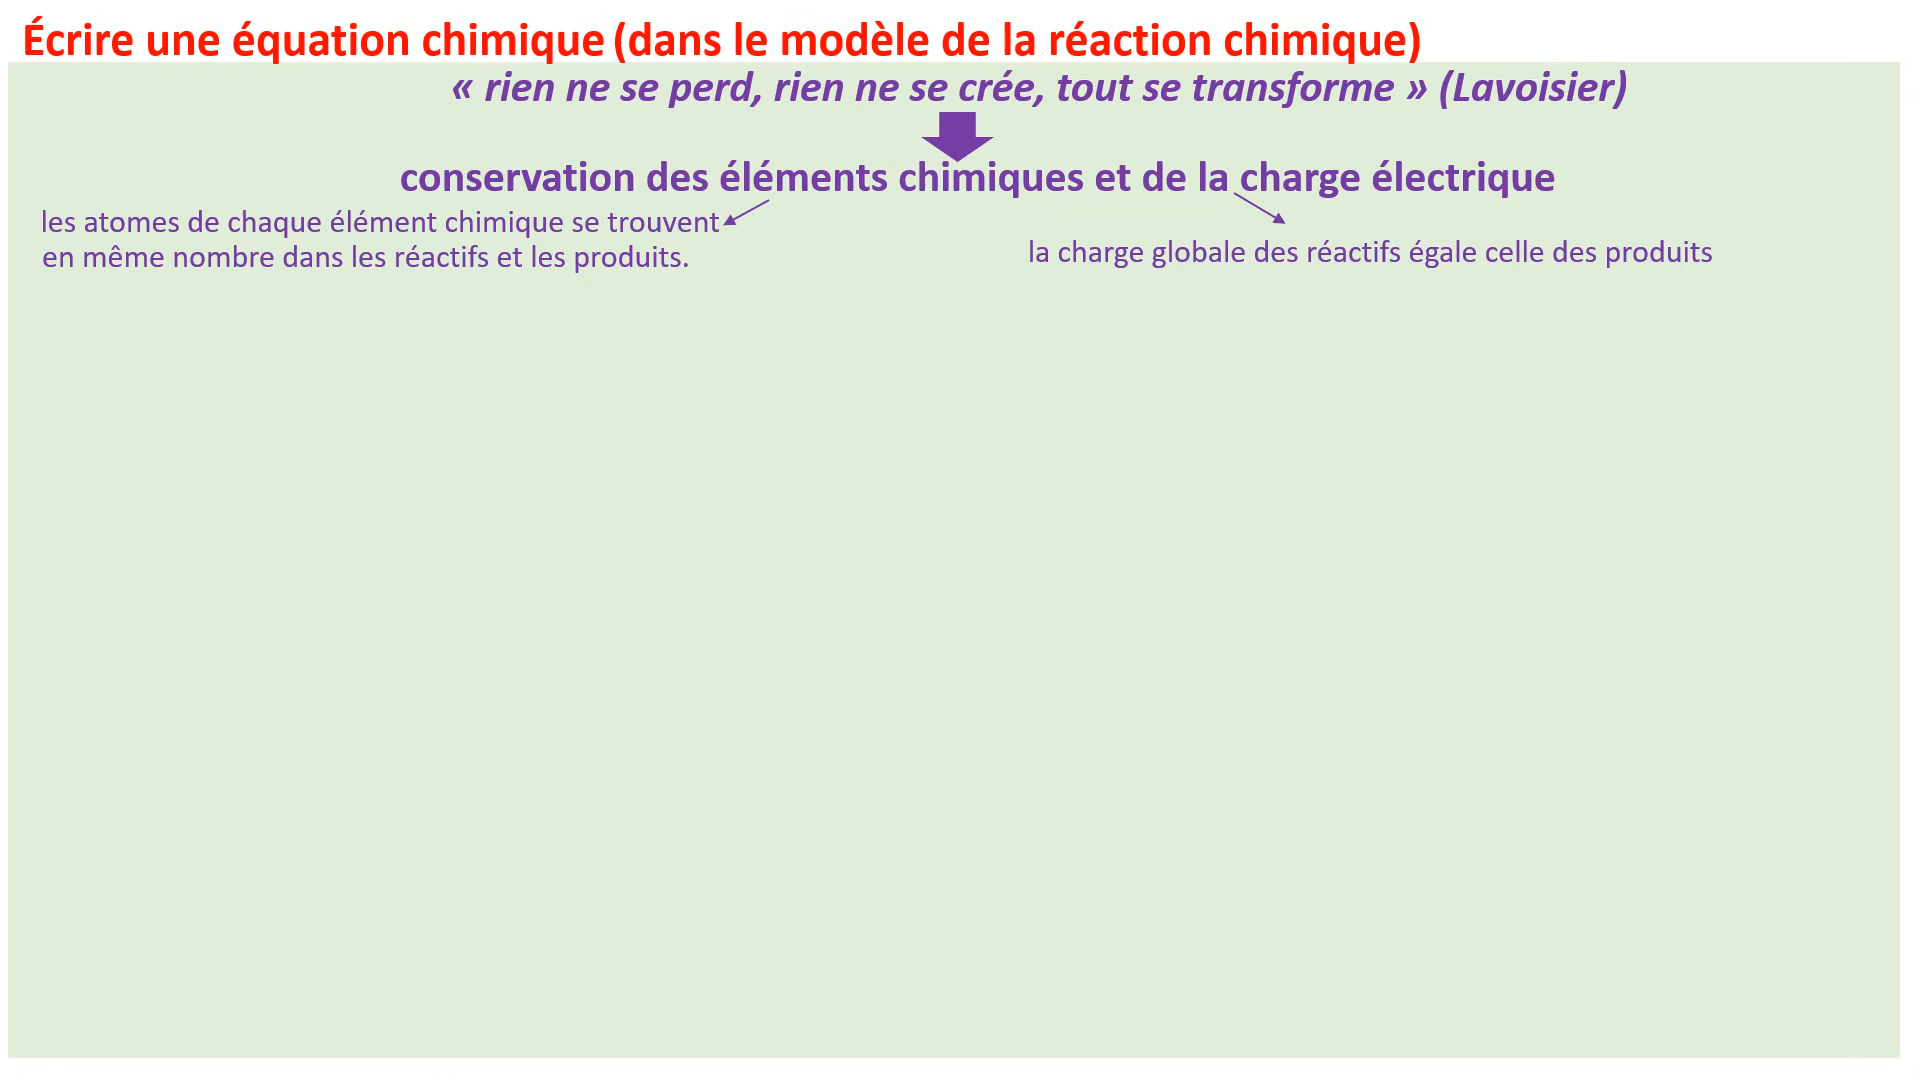 Écrire une équation chimique (dans le modèle de la réaction chimique)
« rien ne se perd, rien ne se crée, tout se transforme » (Lavoisier)
conservation des éléments chimiques et de la charge électrique
les atomes de chaque élément chimique se trouvent
en même nombre dans les réactifs et les produits.
la charge globale des réactifs égale celle des produits